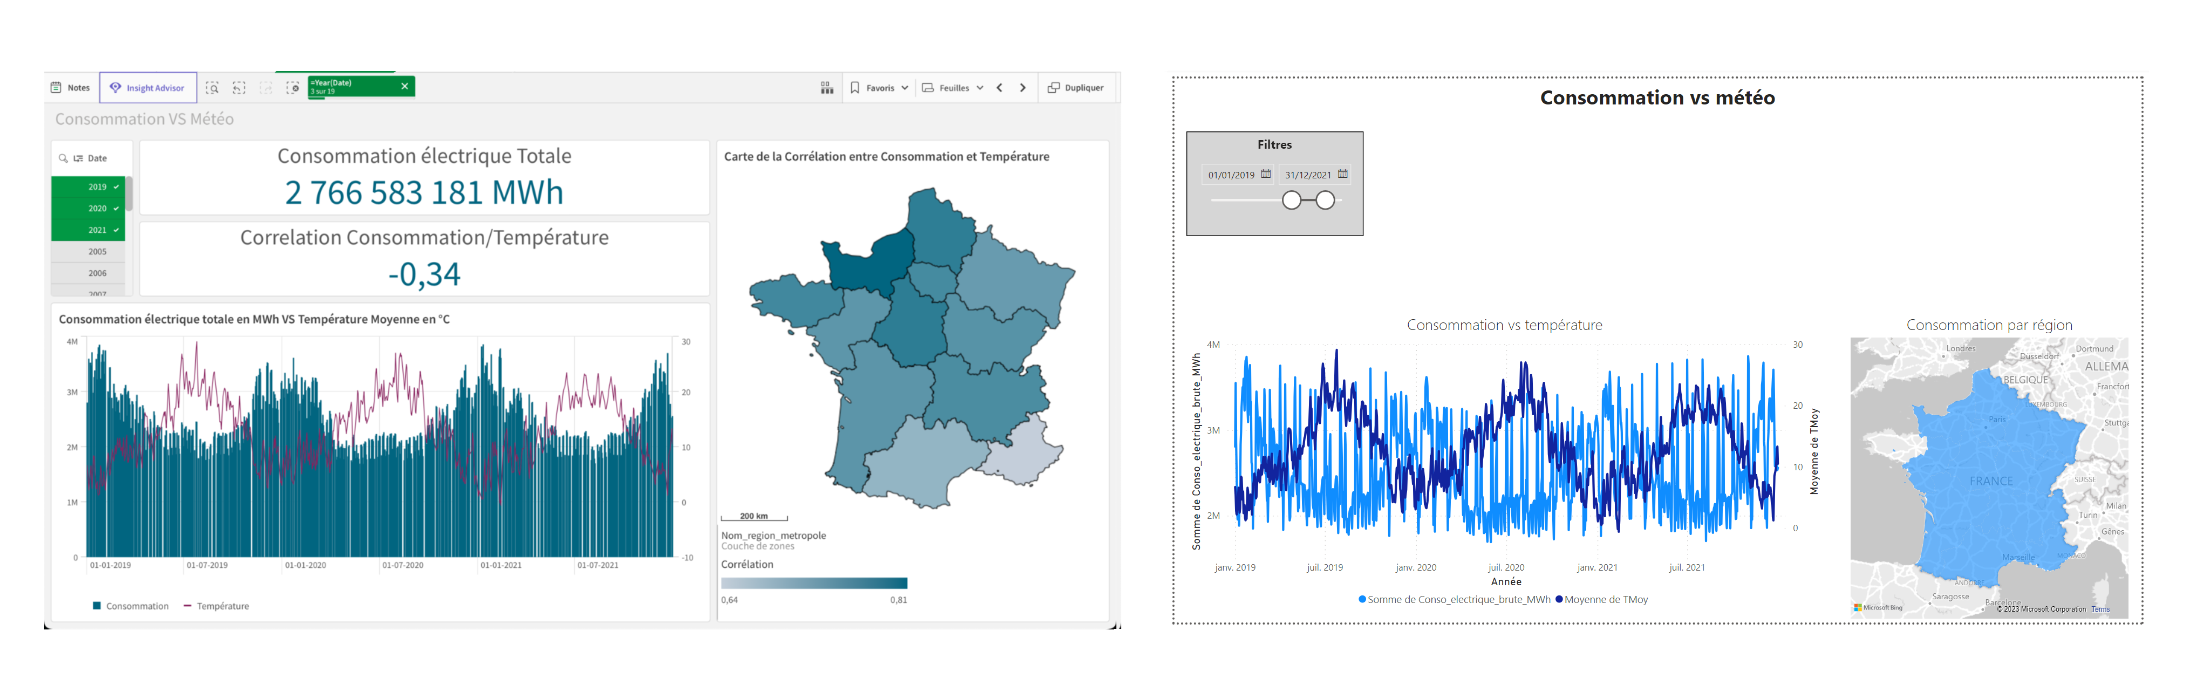 Notes
Insight Advisor
=Year(Date)
3 sur 19
Favoris
Feuilles
Dupliquer
Consommation VS Météo
Date
2019
2020
2021
2005
2006
2007
Consommation électrique Totale
2 766 583 181 MWh
Correlation Consommation/Température
-0,34
Consommation électrique totale en MWh VS Température Moyenne en °C
4M
3M
2M
1M
0
30
20
10
0
-10
01-01-2019
01-07-2019
01-01-2020
01-07-2020
01-01-2021
01-07-2021
Consommation
Température
Carte de la Corrélation entre Consommation et Température
200 km
Nom_region_metropole
Couche de zones
Corrélation
0,64
0,81
Consommation vs météo
Filtres
01/01/2019
31/12/2021
Consommation vs température
Somme de Conso_electrique_brute_MWh
4M
3M
2M
30
20
10
0
Moyenne de TMoy
janv. 2019
juil. 2019
janv. 2020
juil. 2020
janv. 2021
juil. 2021
Année
Somme de Conso_electrique_brute_MWh
Moyenne de TMoy
Consommation par région
Londres
Dusseldorf
Dortmund
BELGIQUE
ALLEMA
Francfort
Paris
Stuttga
FRANCE
SUISSE
Milan
Turin
Gênes
Marseille
Saragosse
Barcelone
Microsoft Bing
© 2023 Microsoft Corporation
Terms